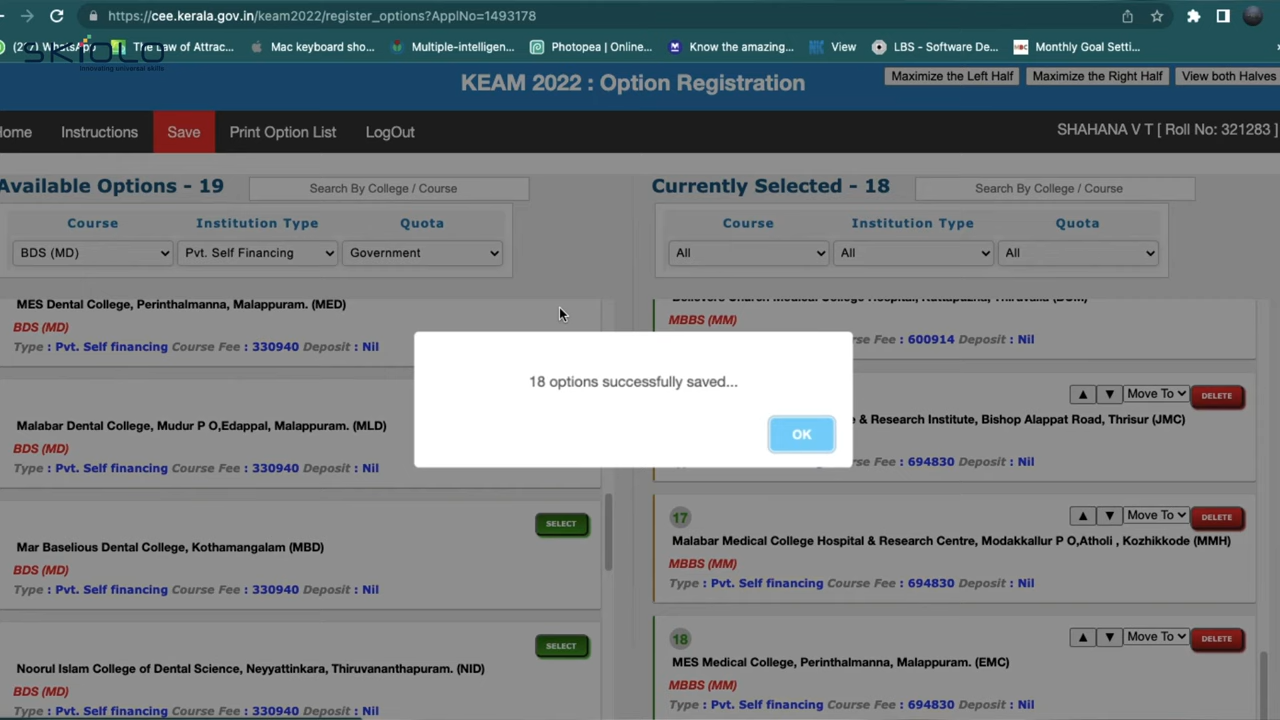 https://cee.kerala.gov.in/keam2022/register_options?ApplNo=1493178
WhatsApp
The Law of Attrac...
Mac keyboard sho...
Multiple-intelligen...
Photopea | Online...
Know the amazing...
View
LBS - Software De...
Monthly Goal Setti...
SKIOLO
Innovating universal skills
KEAM 2022 : Option Registration
Maximize the Left Half
Maximize the Right Half
View both Halves
Instructions
Save
Print Option List
LogOut
SHAHANA V T [ Roll No: 321283 ]
Available Options - 19
Search By College / Course
Course
Institution Type
Quota
BDS (MD)
Pvt. Self Financing
Government
MES Dental College, Perinthalmanna, Malappuram. (MED)
BDS (MD)
Type : Pvt. Self financing Course Fee : 330940 Deposit : Nil
Malabar Dental College, Mudur P O,Edappal, Malappuram. (MLD)
BDS (MD)
Type : Pvt. Self financing Course Fee : 330940 Deposit : Nil
SELECT
Mar Baselious Dental College, Kothamangalam (MBD)
BDS (MD)
Type : Pvt. Self financing Course Fee : 330940 Deposit : Nil
SELECT
Noorul Islam College of Dental Science, Neyyattinkara, Thiruvananthapuram. (NID)
BDS (MD)
Type : Pvt. Self financing Course Fee : 330940 Deposit : Nil
18 options successfully saved...
OK
Currently Selected - 18
Search By College / Course
Course
Institution Type
Quota
All
All
All
MBBS (MM)
Course Fee : 600914 Deposit : Nil
Move To
DELETE
& Research Institute, Bishop Alappat Road, Thrisur (JMC)
Course Fee : 694830 Deposit : Nil
17
Move To
DELETE
Malabar Medical College Hospital & Research Centre, Modakkallur P O,Atholi , Kozhikkode (MMH)
MBBS (MM)
Type : Pvt. Self financing Course Fee : 694830 Deposit : Nil
18
Move To
DELETE
MES Medical College, Perinthalmanna, Malappuram. (EMC)
MBBS (MM)
Type : Pvt. Self financing Course Fee : 694830 Deposit : Nil